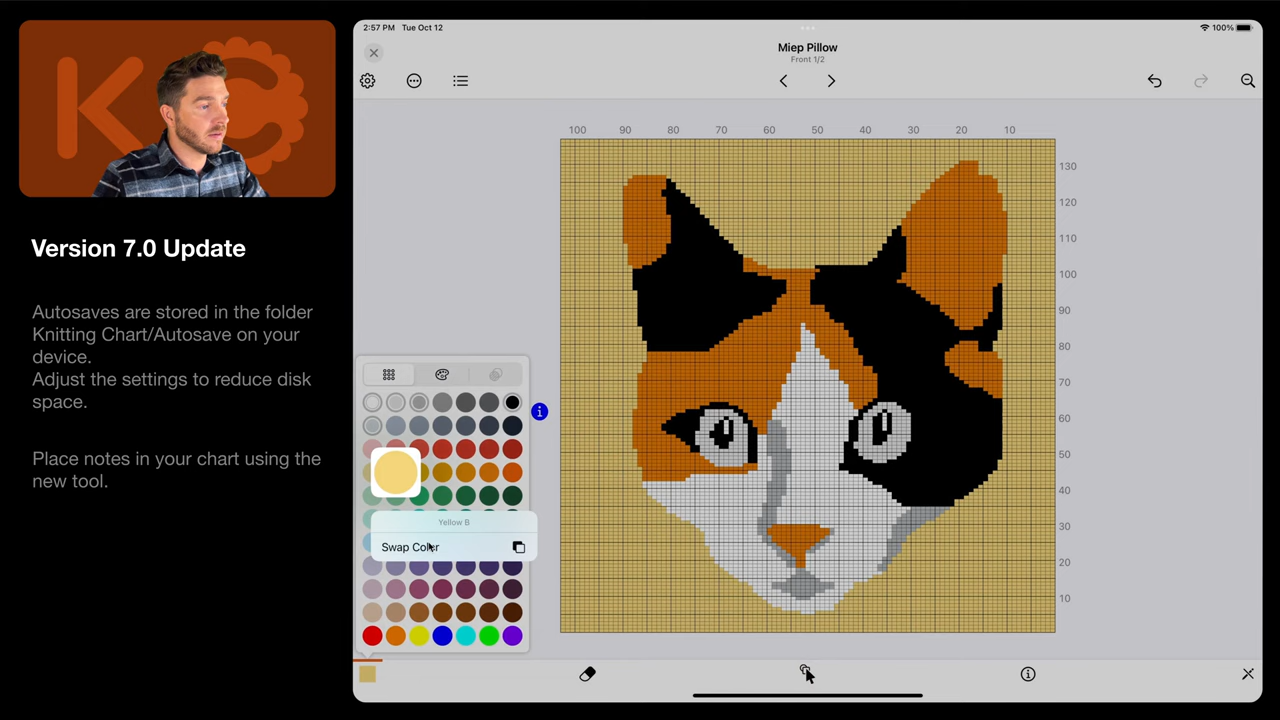 KC
Version 7.0 Update
Autosaves are stored in the folder
Knitting Chart/Autosave on your
device.
Adjust the settings to reduce disk
space.
Place notes in your chart using the
new tool.
2:57 PM Tue Oct 12
100%
Miep Pillow
Front 1/2
100 90 80 70 60 50 40 30 20 10
130
120
110
100
90
80
70
60
50
40
30
20
10
Yellow B
Swap Color